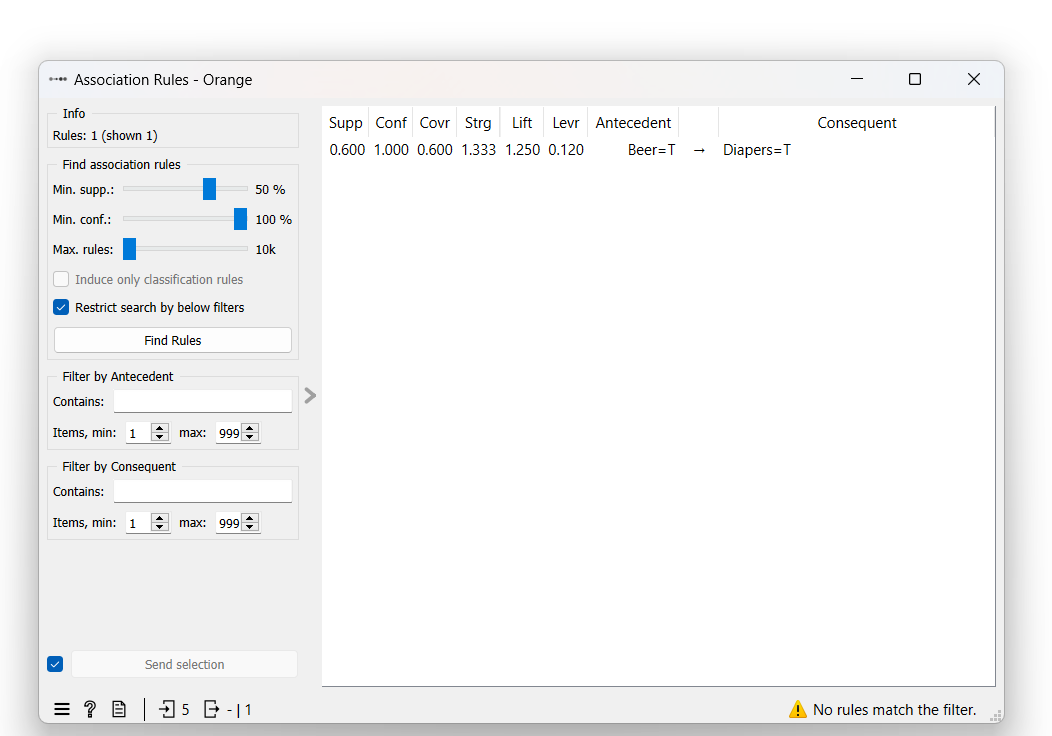 Association Rules - Orange
Info
Rules: 1 (shown 1)
Find association rules
Min. supp.: 50 %
Min. conf.: 100 %
Max. rules: 10k
Induce only classification rules
Restrict search by below filters
Find Rules
Filter by Antecedent
Contains:
Items, min: 1 max: 999
Filter by Consequent
Contains:
Items, min: 1 max: 999
Send selection
Supp Conf Covr Strg Lift Levr Antecedent Consequent
0.600 1.000 0.600 1.333 1.250 0.120 Beer=T → Diapers=T
? 5 - | 1
No rules match the filter.